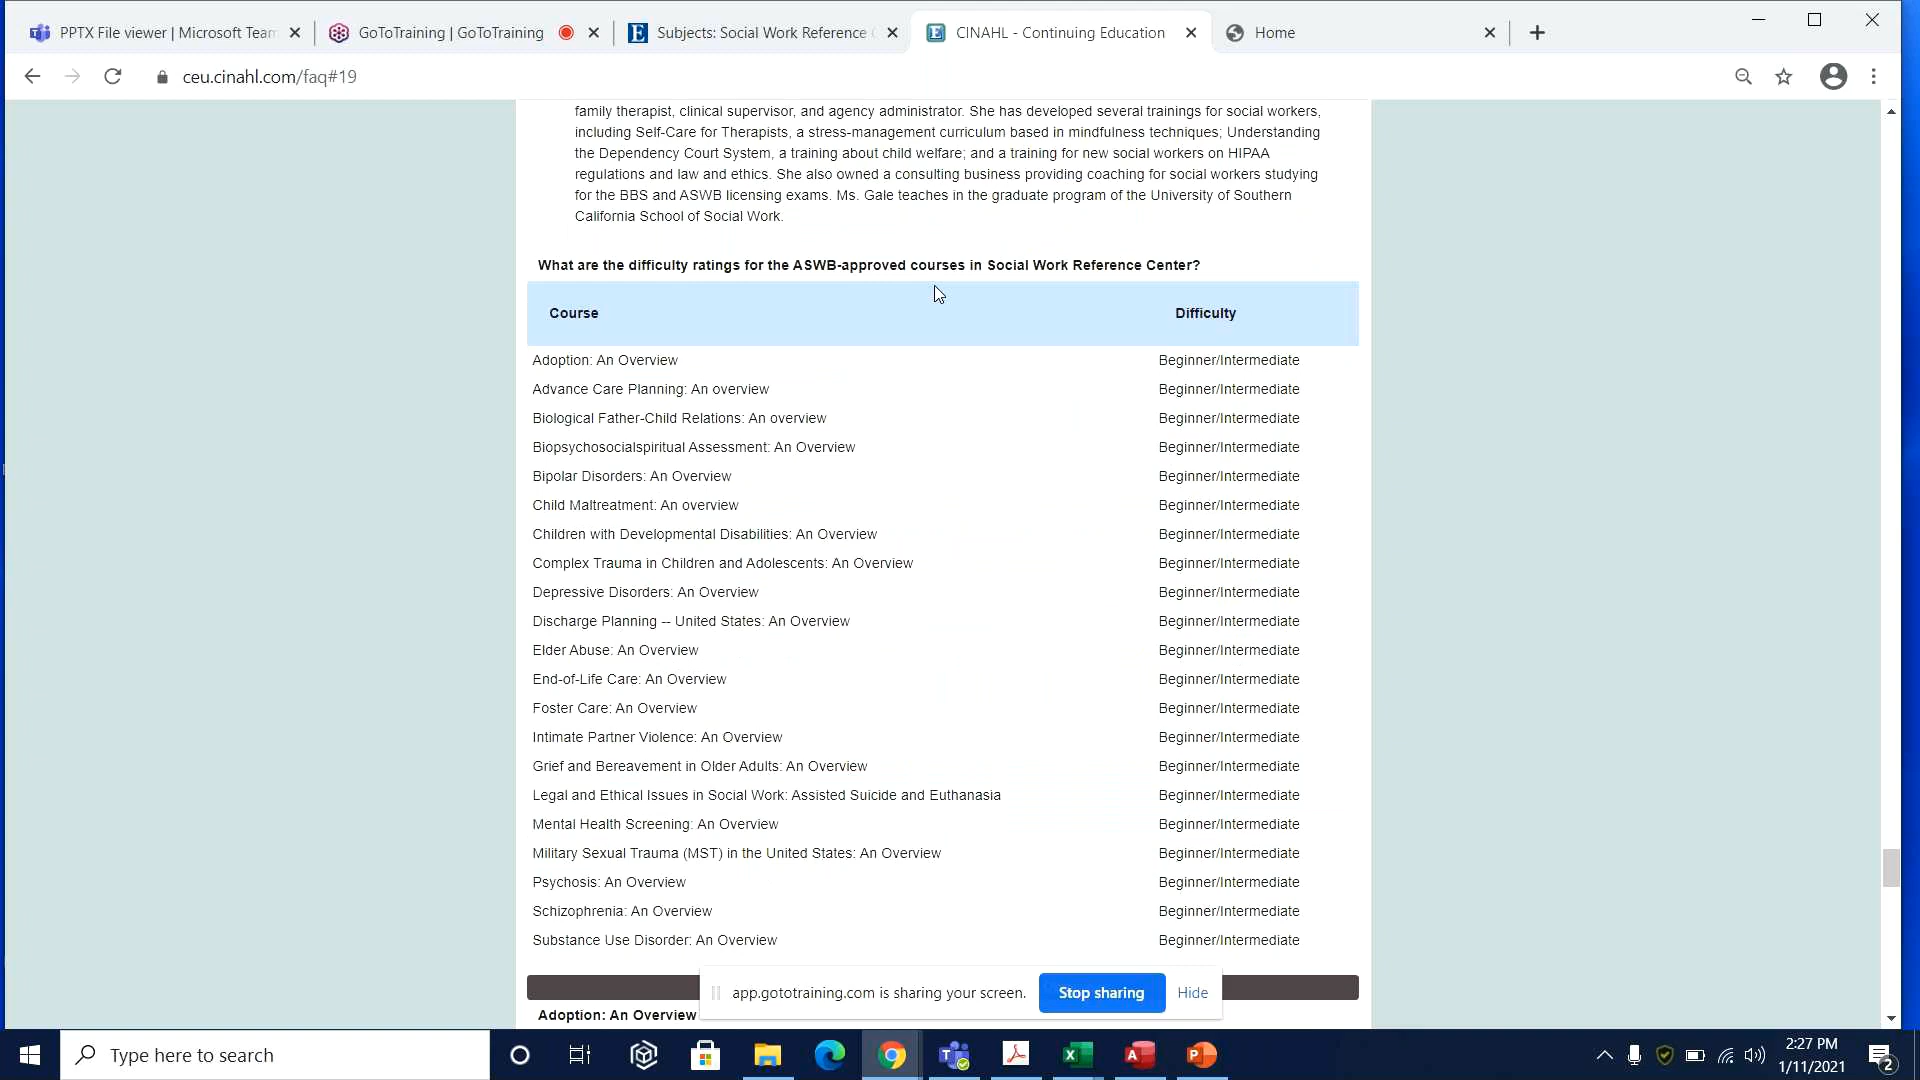 PPTX File viewer | Microsoft Team
GoToTraining | GoToTraining
Subjects: Social Work Reference
CINAHL - Continuing Education
Home
ceu.cinahl.com/faq#19
family therapist, clinical supervisor, and agency administrator. She has developed several trainings for social workers,
including Self-Care for Therapists, a stress-management curriculum based in mindfulness techniques; Understanding
the Dependency Court System, a training about child welfare; and a training for new social workers on HIPAA
regulations and law and ethics. She also owned a consulting business providing coaching for social workers studying
for the BBS and ASWB licensing exams. Ms. Gale teaches in the graduate program of the University of Southern
California School of Social Work.
What are the difficulty ratings for the ASWB-approved courses in Social Work Reference Center?
Course Difficulty
Adoption: An Overview Beginner/Intermediate
Advance Care Planning: An overview Beginner/Intermediate
Biological Father-Child Relations: An overview Beginner/Intermediate
Biopsychosocialspiritual Assessment: An Overview Beginner/Intermediate
Bipolar Disorders: An Overview Beginner/Intermediate
Child Maltreatment: An overview Beginner/Intermediate
Children with Developmental Disabilities: An Overview Beginner/Intermediate
Complex Trauma in Children and Adolescents: An Overview Beginner/Intermediate
Depressive Disorders: An Overview Beginner/Intermediate
Discharge Planning -- United States: An Overview Beginner/Intermediate
Elder Abuse: An Overview Beginner/Intermediate
End-of-Life Care: An Overview Beginner/Intermediate
Foster Care: An Overview Beginner/Intermediate
Intimate Partner Violence: An Overview Beginner/Intermediate
Grief and Bereavement in Older Adults: An Overview Beginner/Intermediate
Legal and Ethical Issues in Social Work: Assisted Suicide and Euthanasia Beginner/Intermediate
Mental Health Screening: An Overview Beginner/Intermediate
Military Sexual Trauma (MST) in the United States: An Overview Beginner/Intermediate
Psychosis: An Overview Beginner/Intermediate
Schizophrenia: An Overview Beginner/Intermediate
Substance Use Disorder: An Overview Beginner/Intermediate
app.gototraining.com is sharing your screen. Stop sharing Hide
Adoption: An Overview
Type here to search
2:27 PM
1/11/2021
2